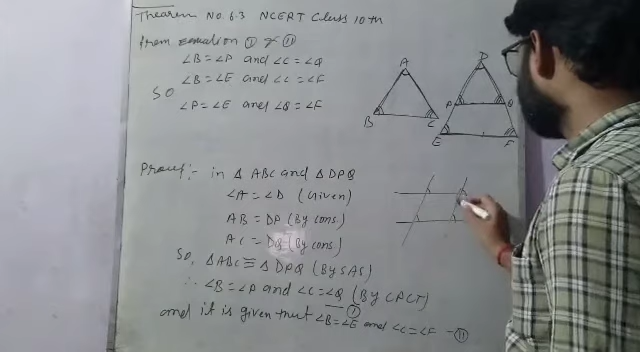 Theorem No 6.3 NCERT Class 10th
from equation ① & ⑪
∠B = ∠P and ∠C = ∠Q
∠B = ∠E and ∠C = ∠F
SO
∠P = ∠E and ∠Q = ∠F
A
B
C
D
P
Q
E
F
Proof :- in Δ ABC and Δ DPQ
∠A = ∠D (Given)
AB = DP (By cons.)
AC = DQ (By cons.)
So, Δ ABC ≅ Δ DPQ (By SAS)
∴ ∠B = ∠P and ∠C = ∠Q (By CPCT)
— ①
and it is given that ∠B = ∠E and ∠C = ∠F — ⑪